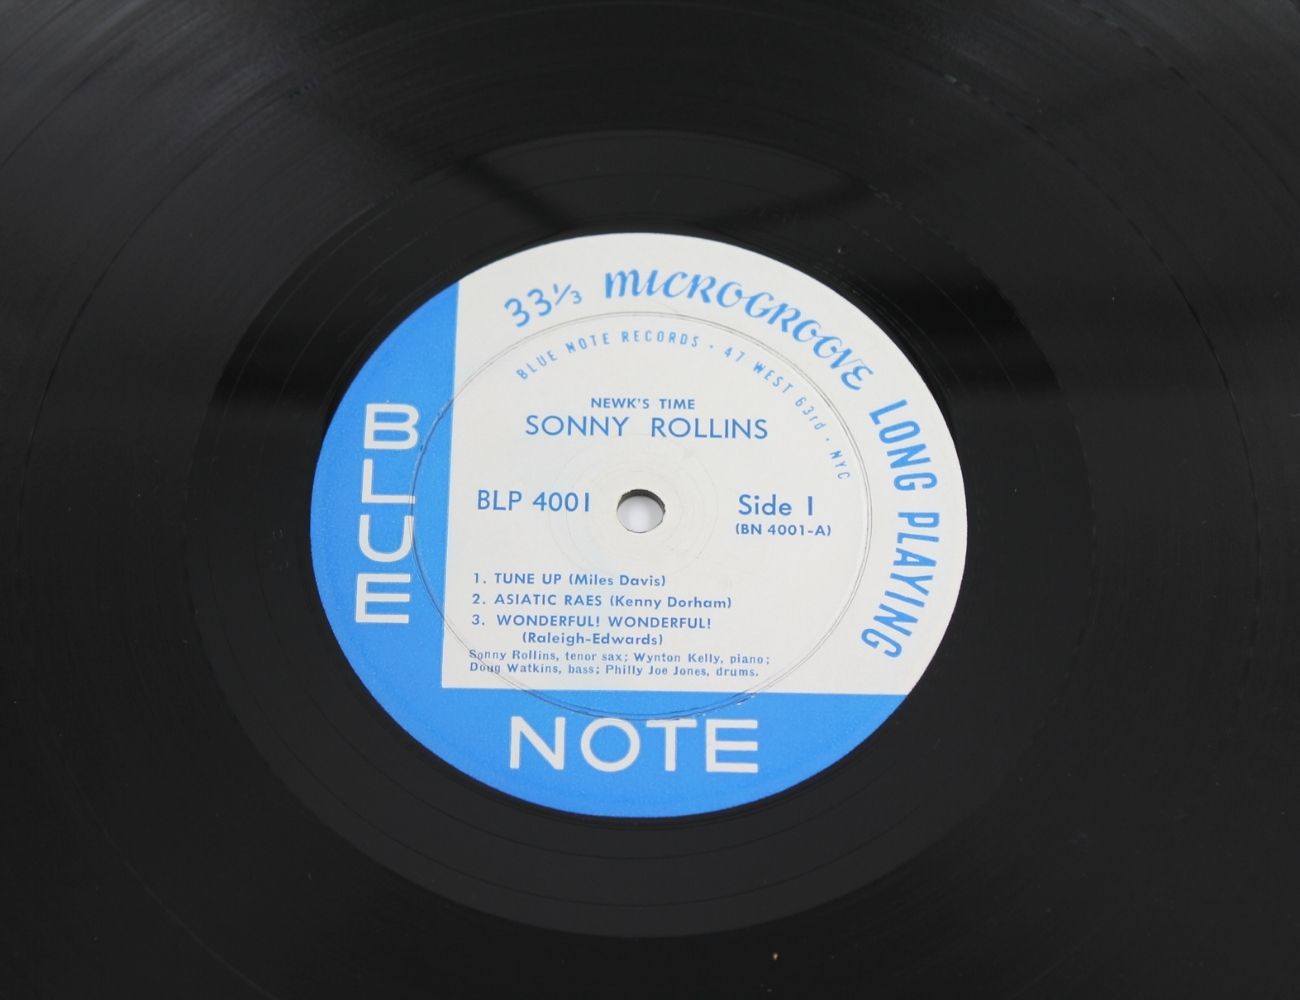 33⅓ MICROGROOVE LONG PLAYING
BLUE NOTE RECORDS · 47 WEST 63rd · NYC
NEWK'S TIME
SONNY ROLLINS
BLP 4001
Side 1
(BN 4001-A)
1. TUNE UP (Miles Davis)
2. ASIATIC RAES (Kenny Dorham)
3. WONDERFUL! WONDERFUL!
(Raleigh-Edwards)
Sonny Rollins, tenor sax; Wynton Kelly, piano;
Doug Watkins, bass; Philly Joe Jones, drums.
BLUE
NOTE